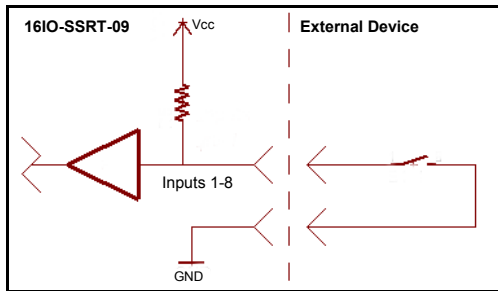 16IO-SSRT-09
Vcc
External Device
Inputs 1-8
GND